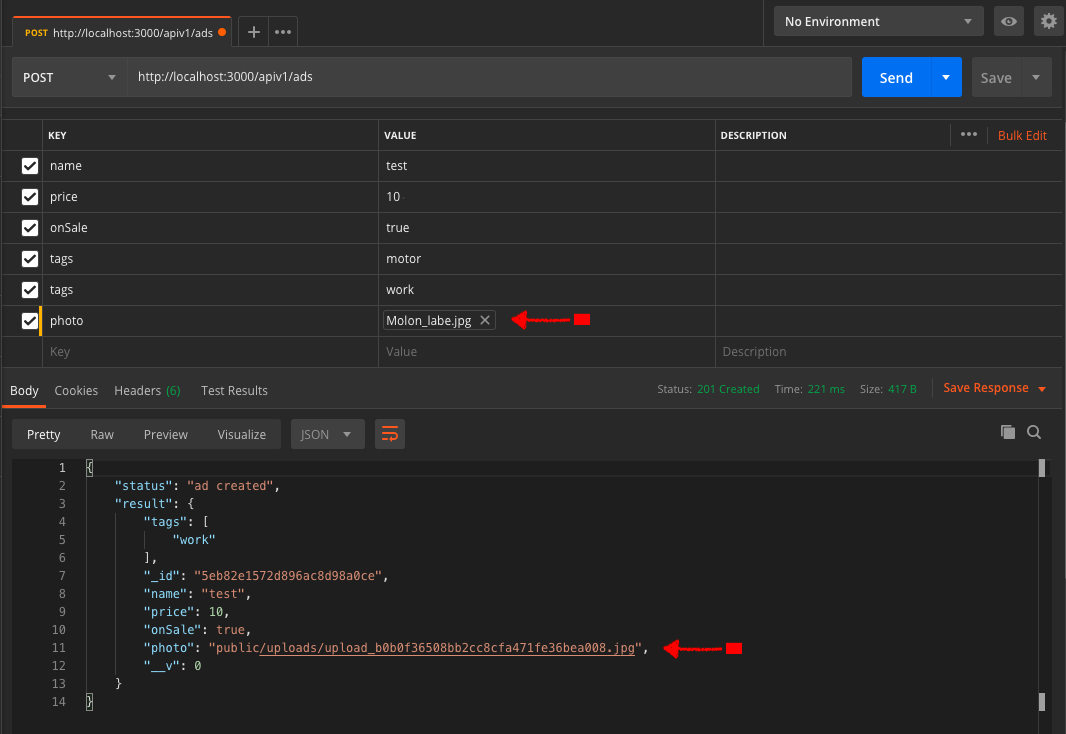 POST http://localhost:3000/apiv1/ads
No Environment
POST http://localhost:3000/apiv1/ads Send Save
KEY VALUE DESCRIPTION Bulk Edit
name test
price 10
onSale true
tags motor
tags work
photo Molon_labe.jpg
Key Value Description
Body Cookies Headers (6) Test Results Status: 201 Created Time: 221 ms Size: 417 B Save Response
Pretty Raw Preview Visualize JSON
1 {
2 "status": "ad created",
3 "result": {
4 "tags": [
5 "work"
6 ],
7 "_id": "5eb82e1572d896ac8d98a0ce",
8 "name": "test",
9 "price": 10,
10 "onSale": true,
11 "photo": "public/uploads/upload_b0b0f36508bb2cc8cfa471fe36bea008.jpg",
12 "__v": 0
13 }
14 }